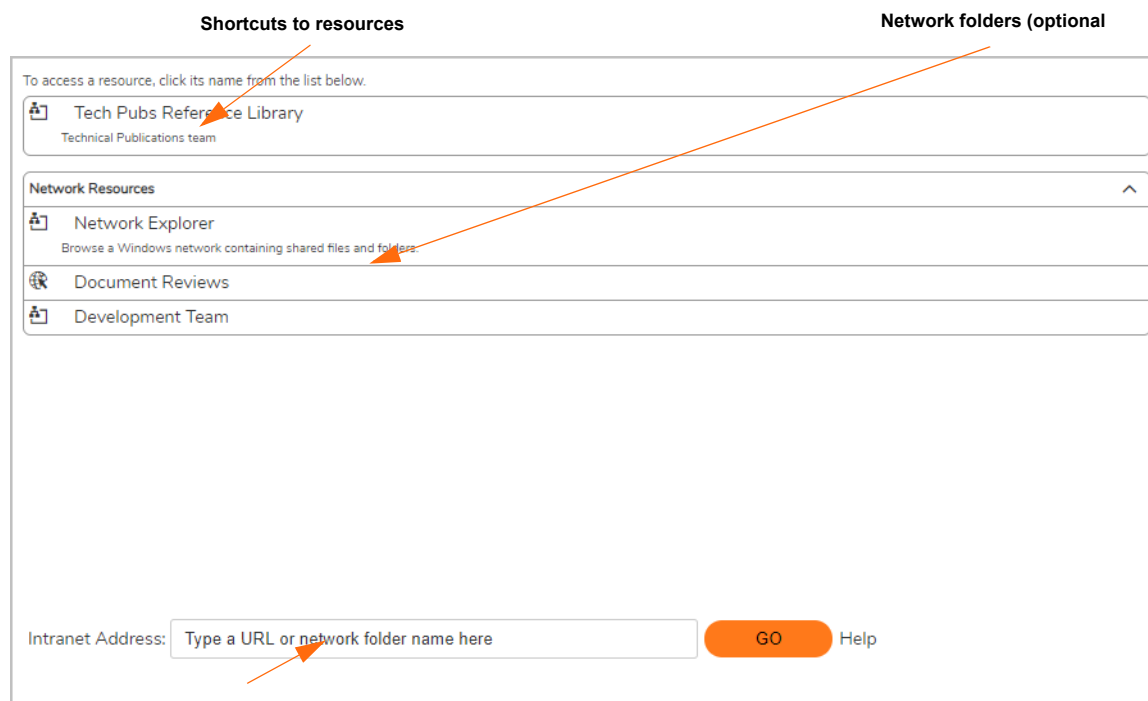 Shortcuts to resources
Network folders (optional
To access a resource, click its name from the list below.
Tech Pubs Reference Library
Technical Publications team
Network Resources
Network Explorer
Browse a Windows network containing shared files and folders.
Document Reviews
Development Team
Intranet Address: Type a URL or network folder name here GO Help